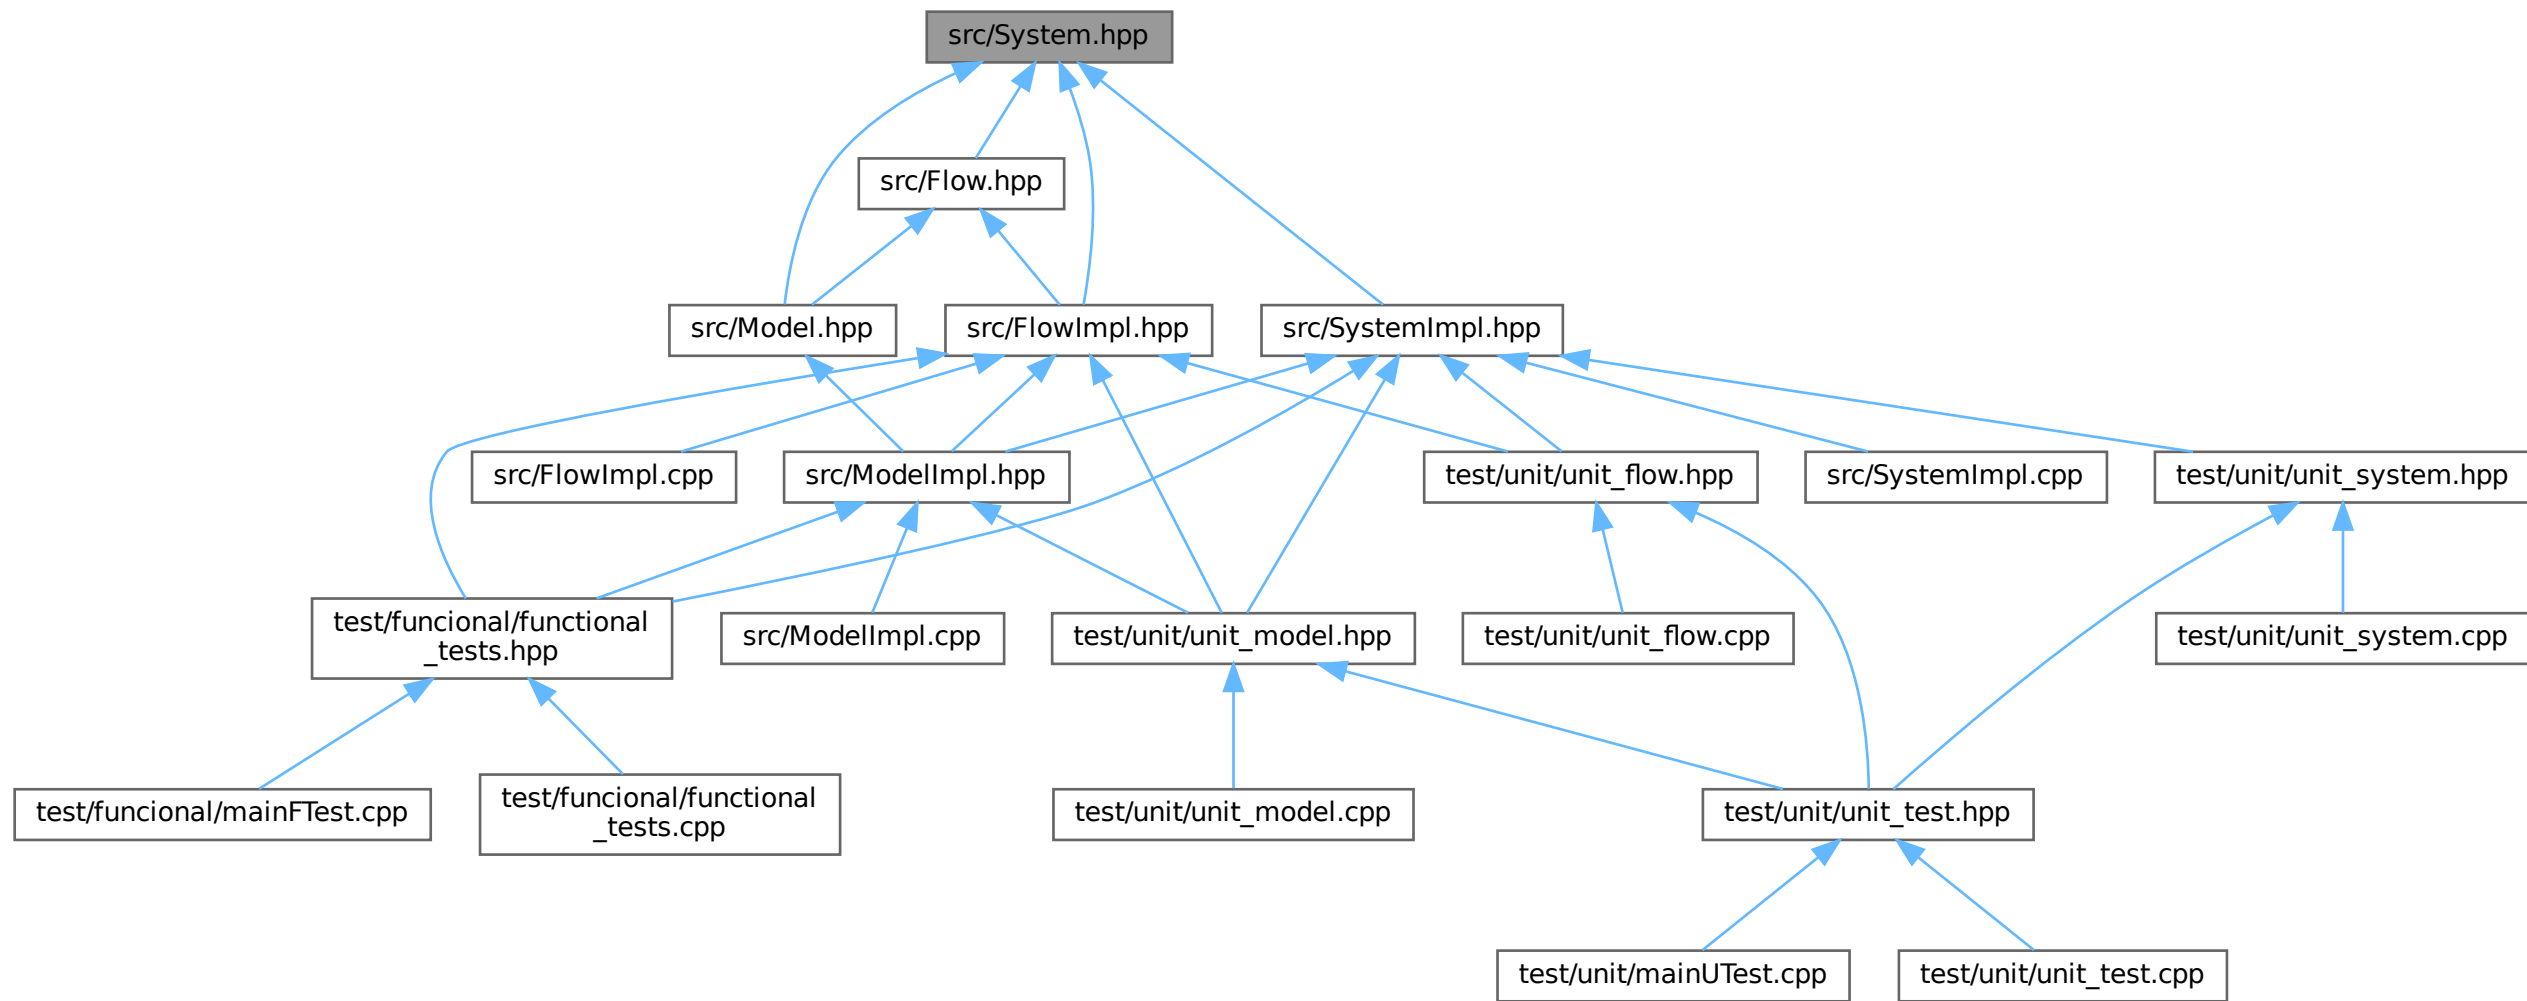 src/System.hpp
src/Flow.hpp
src/Model.hpp
src/FlowImpl.hpp
src/SystemImpl.hpp
src/FlowImpl.cpp
src/ModelImpl.hpp
test/unit/unit_flow.hpp
src/SystemImpl.cpp
test/unit/unit_system.hpp
test/funcional/functional
_tests.hpp
src/ModelImpl.cpp
test/unit/unit_model.hpp
test/unit/unit_flow.cpp
test/unit/unit_system.cpp
test/funcional/mainFTest.cpp
test/funcional/functional
_tests.cpp
test/unit/unit_model.cpp
test/unit/unit_test.hpp
test/unit/mainUTest.cpp
test/unit/unit_test.cpp